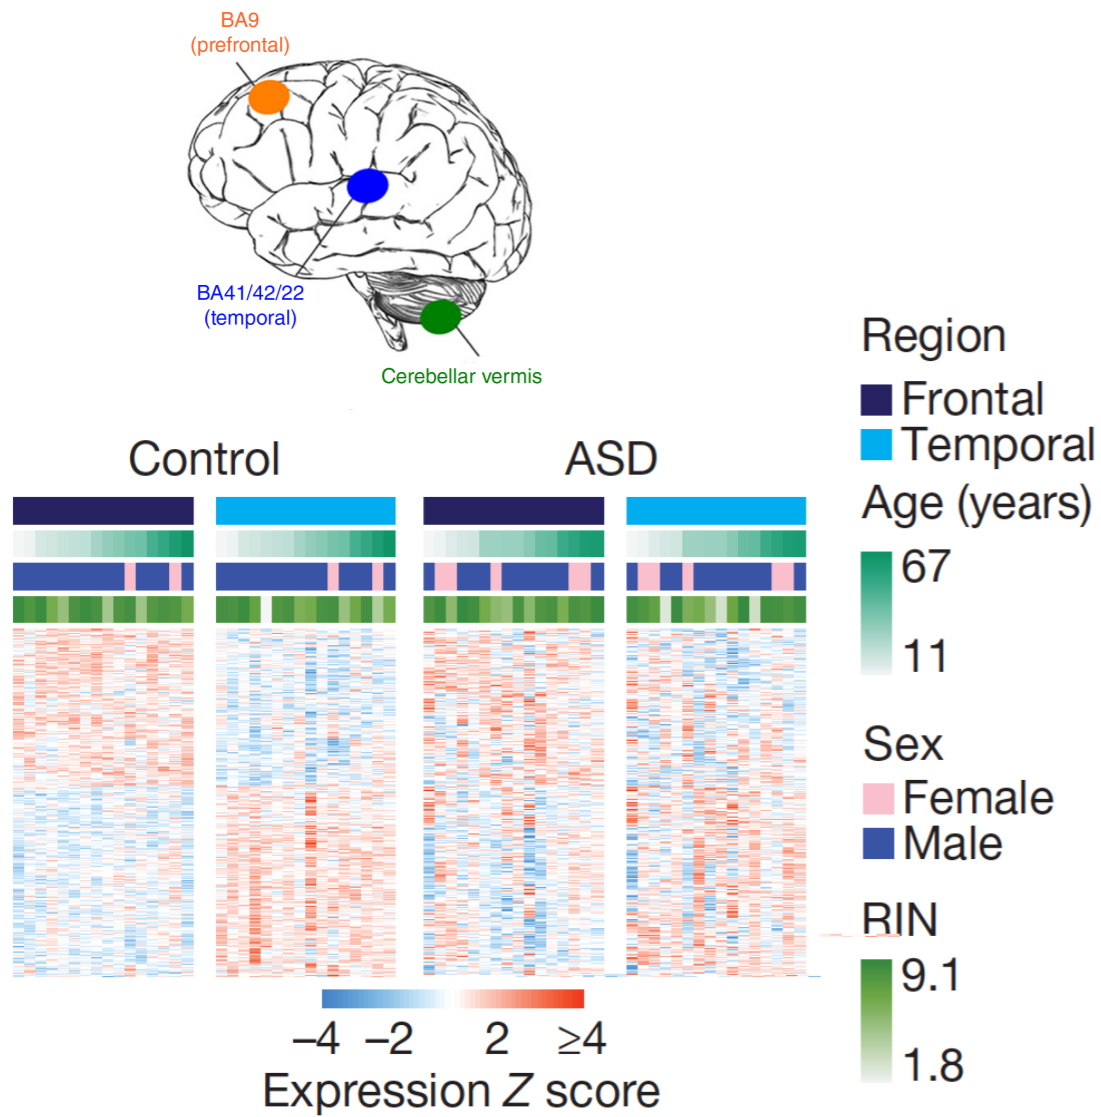 BA9
(prefrontal)
BA41/42/22
(temporal)
Cerebellar vermis
Control
ASD
Region
Frontal
Temporal
Age (years)
67
11
Sex
Female
Male
RIN
9.1
1.8
–4 –2 2 ≥4
Expression Z score